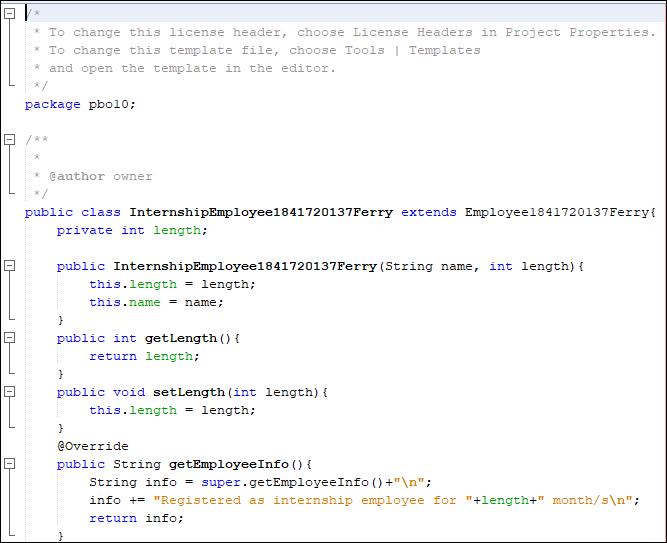 /*
 * To change this license header, choose License Headers in Project Properties.
 * To change this template file, choose Tools | Templates
 * and open the template in the editor.
 */
package pbo10;
/**
 *
 * @author owner
 */
public class InternshipEmployee1841720137Ferry extends Employee1841720137Ferry{
    private int length;
    public InternshipEmployee1841720137Ferry(String name, int length){
        this.length = length;
        this.name = name;
    }
    public int getLength(){
        return length;
    }
    public void setLength(int length){
        this.length = length;
    }
    @Override
    public String getEmployeeInfo(){
        String info = super.getEmployeeInfo()+"\n";
        info += "Registered as internship employee for "+length+" month/s\n";
        return info;
    }